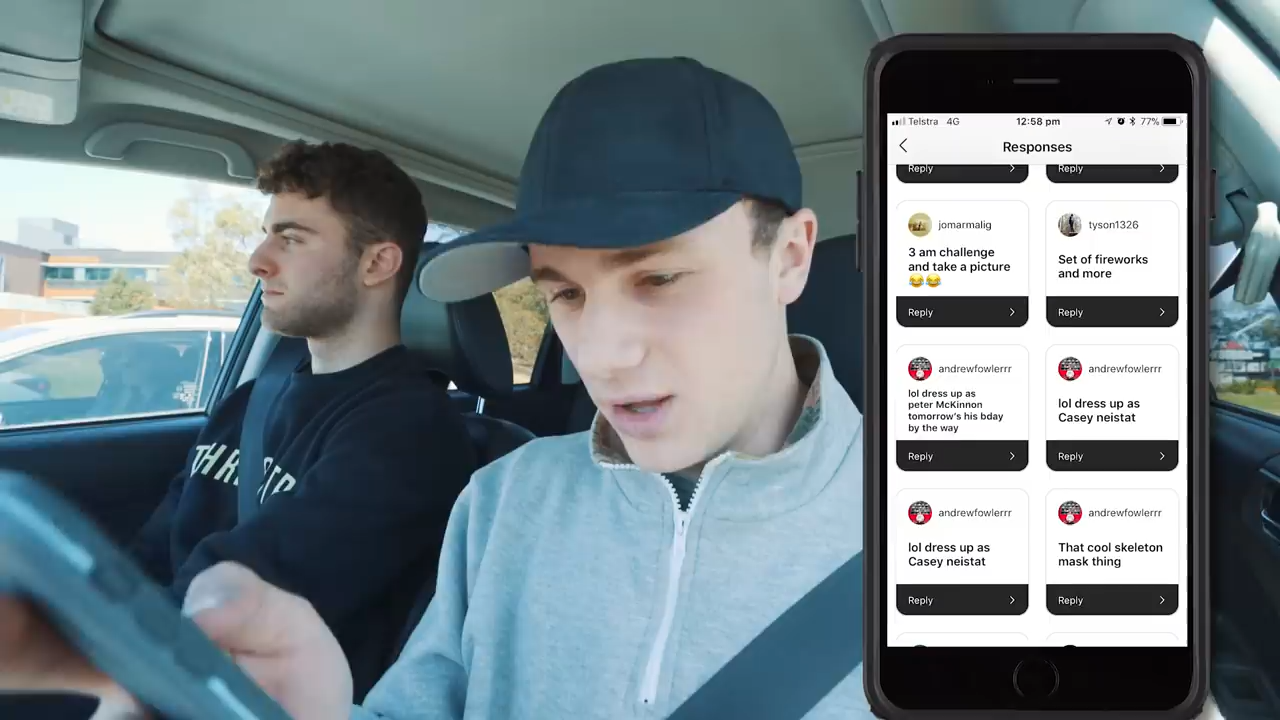 Telstra 4G 12:58 pm 77%
Responses
Reply
Reply
jomarmalig
3 am challenge
and take a picture
😂😂
Reply
tyson1326
Set of fireworks
and more
Reply
andrewfowlerrr
lol dress up as
peter McKinnon
tomorrow's his bday
by the way
Reply
andrewfowlerrr
lol dress up as
Casey neistat
Reply
andrewfowlerrr
lol dress up as
Casey neistat
Reply
andrewfowlerrr
That cool skeleton
mask thing
Reply